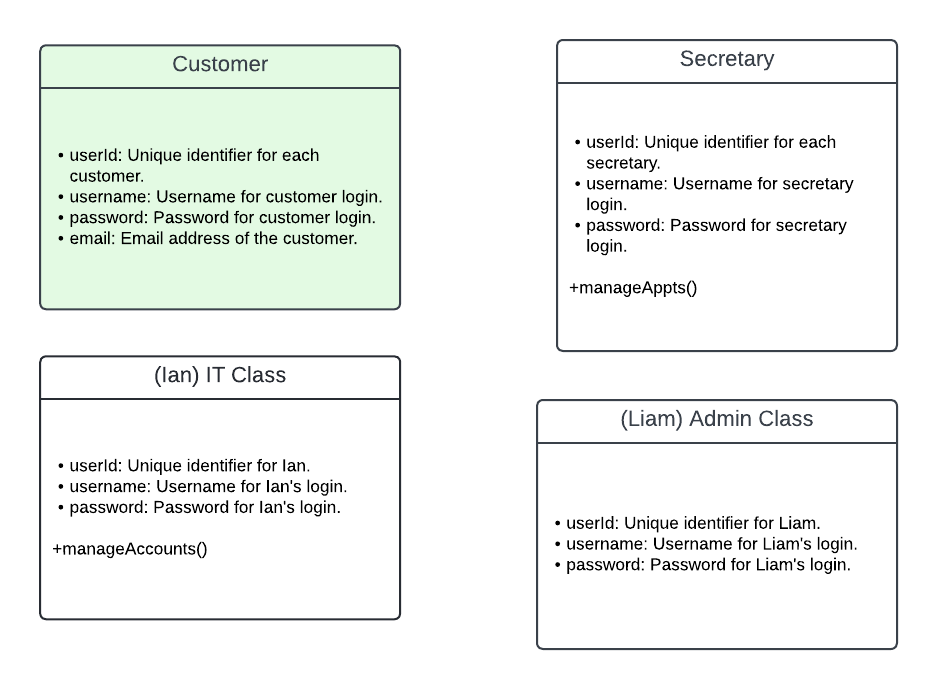 Customer
• userId: Unique identifier for each
customer.
• username: Username for customer login.
• password: Password for customer login.
• email: Email address of the customer.
Secretary
• userId: Unique identifier for each
secretary.
• username: Username for secretary
login.
• password: Password for secretary
login.
+manageAppts()
(Ian) IT Class
• userId: Unique identifier for Ian.
• username: Username for Ian's login.
• password: Password for Ian's login.
+manageAccounts()
(Liam) Admin Class
• userId: Unique identifier for Liam.
• username: Username for Liam's login.
• password: Password for Liam's login.